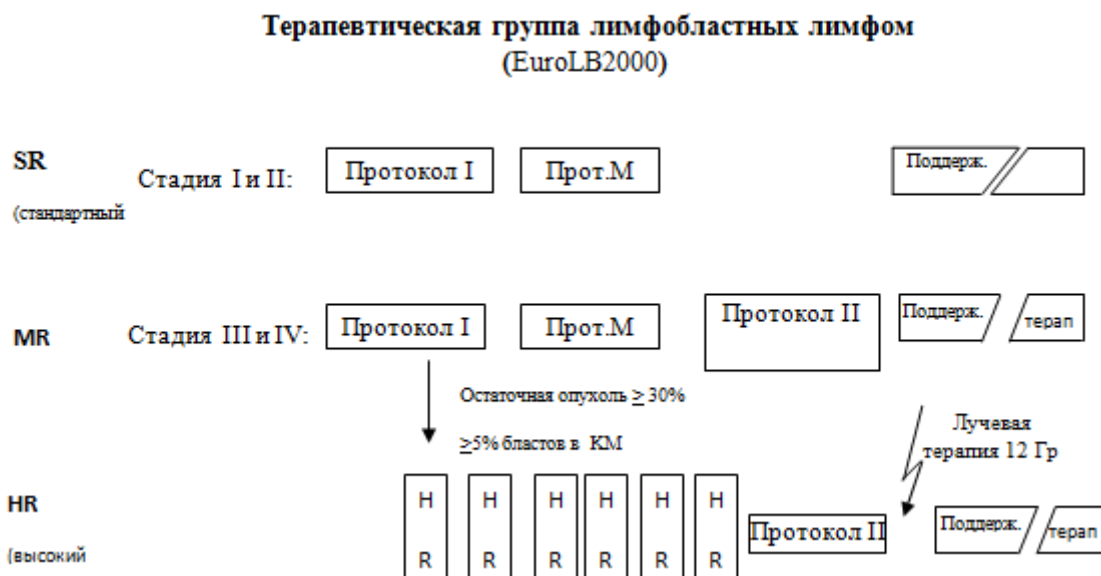 Терапевтическая группа лимфобластных лимфом
(EuroLB2000)
SR
Стадия I и II:
Протокол I
Прот.М
Поддерж.
(стандартный
MR
Стадия III и IV:
Протокол I
Прот.М
Протокол II
Поддерж.
терап
Остаточная опухоль ≥ 30%
≥5% бластов в КМ
Лучевая
терапия 12 Гр
HR
(высокий
H
R
H
R
H
R
H
R
H
R
H
R
Протокол II
Поддерж.
терап